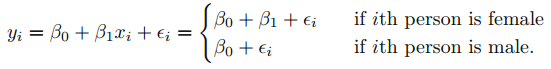 yᵢ = β₀ + β₁xᵢ + ϵᵢ = { β₀ + β₁ + ϵᵢ if ith person is female
β₀ + ϵᵢ if ith person is male.